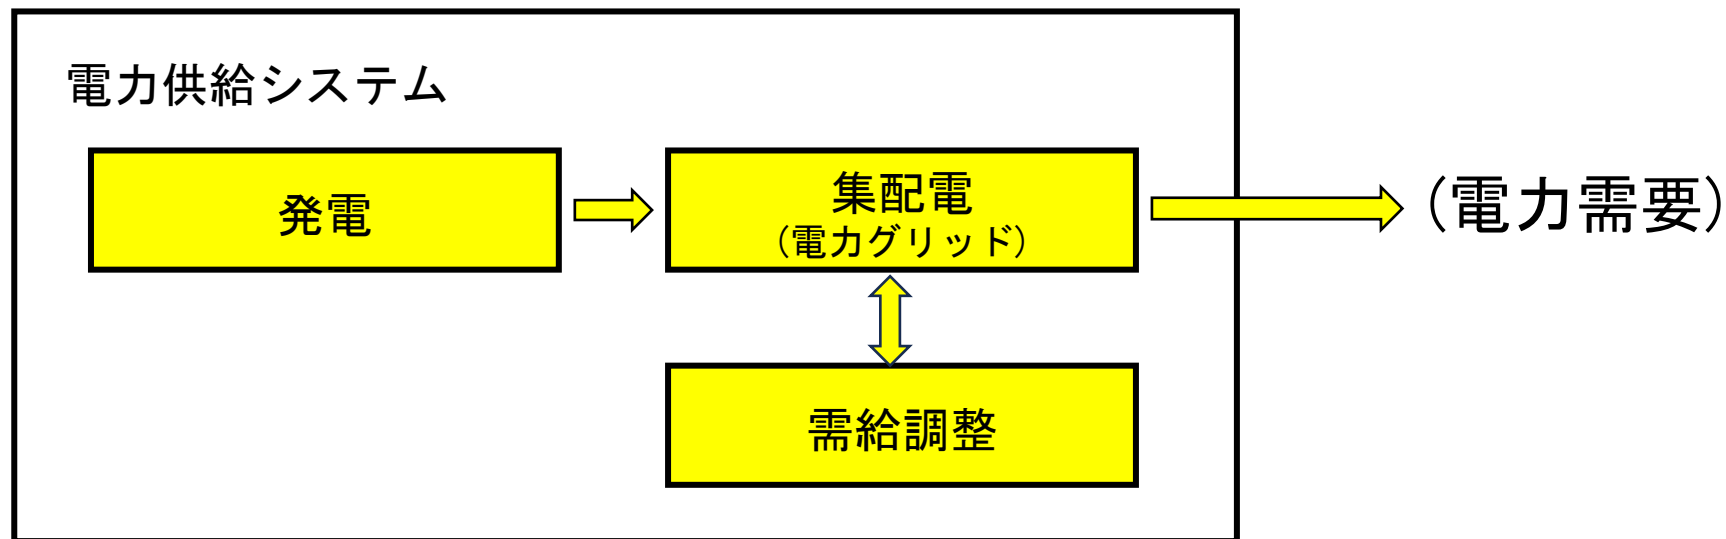 電力供給システム
発電
集配電
（電力グリッド）
（電力需要）
需給調整